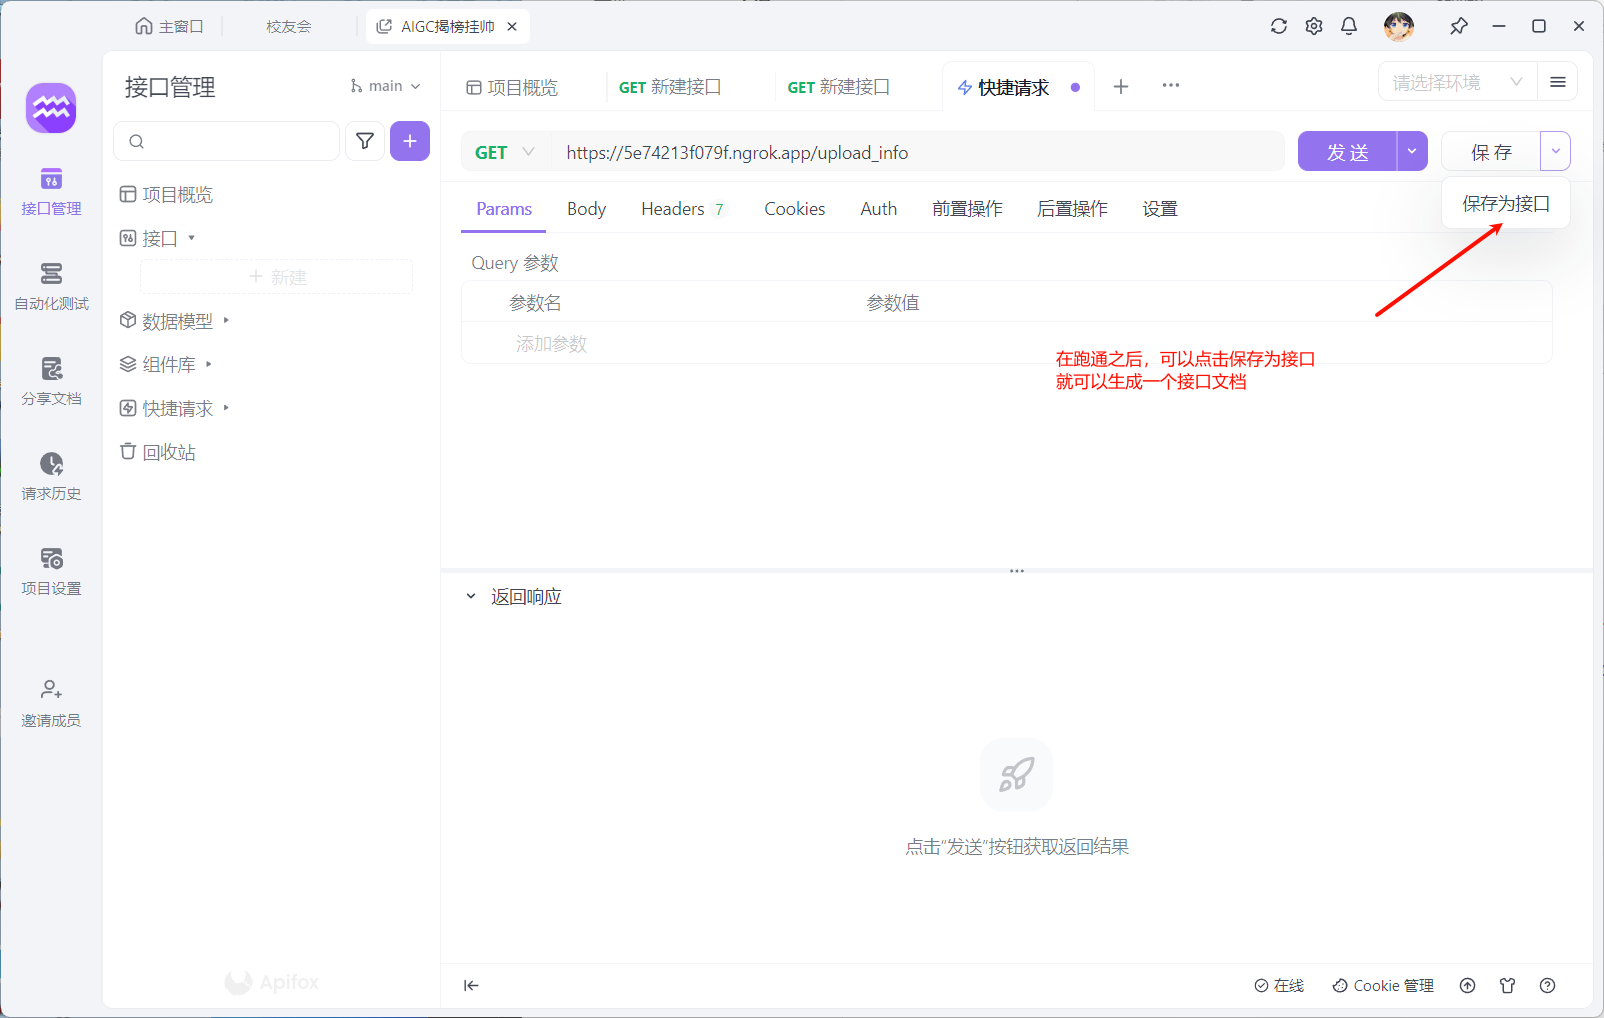 主窗口
校友会
AIGC揭榜挂帅
接口管理
main
项目概览
GET 新建接口
GET 新建接口
快捷请求
请选择环境
GET
https://5e74213f079f.ngrok.app/upload_info
发 送
保 存
保存为接口
接口管理
自动化测试
分享文档
请求历史
项目设置
邀请成员
项目概览
接口
新建
数据模型
组件库
快捷请求
回收站
Params
Body
Headers 7
Cookies
Auth
前置操作
后置操作
设置
Query 参数
参数名
参数值
添加参数
在跑通之后，可以点击保存为接口
就可以生成一个接口文档
返回响应
点击“发送”按钮获取返回结果
Apifox
在线
Cookie 管理